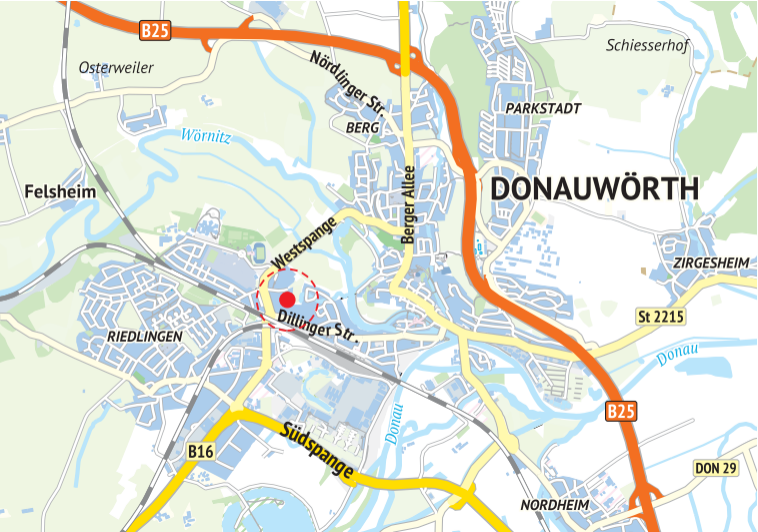 B25
Schiesserhof
Osterweiler
Nördlinger Str.
PARKSTADT
BERG
Wörnitz
Felsheim
DONAUWÖRTH
Berger Allee
Westspange
ZIRGESHEIM
St 2215
Dillinger Str.
RIEDLINGEN
Donau
B25
Donau
Südspange
B16
DON 29
NORDHEIM